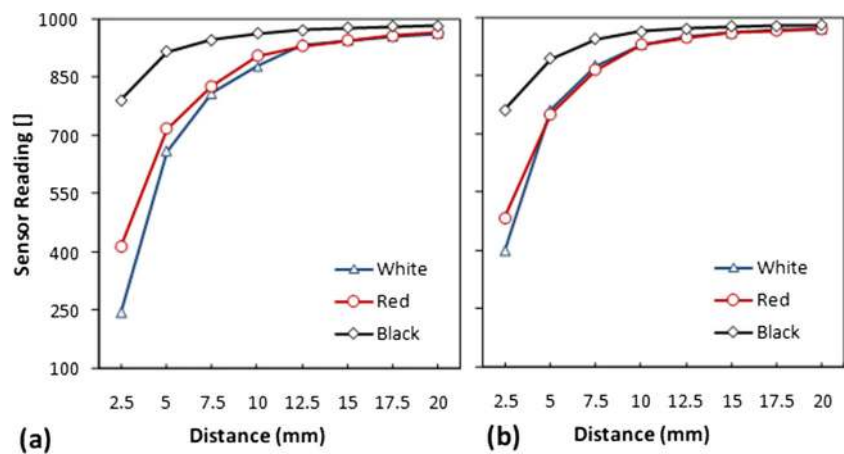 1000
850
700
550
400
250
100
Sensor Reading []
White
Red
Black
2.5 5 7.5 10 12.5 15 17.5 20
(a)
Distance (mm)
White
Red
Black
2.5 5 7.5 10 12.5 15 17.5 20
(b)
Distance (mm)